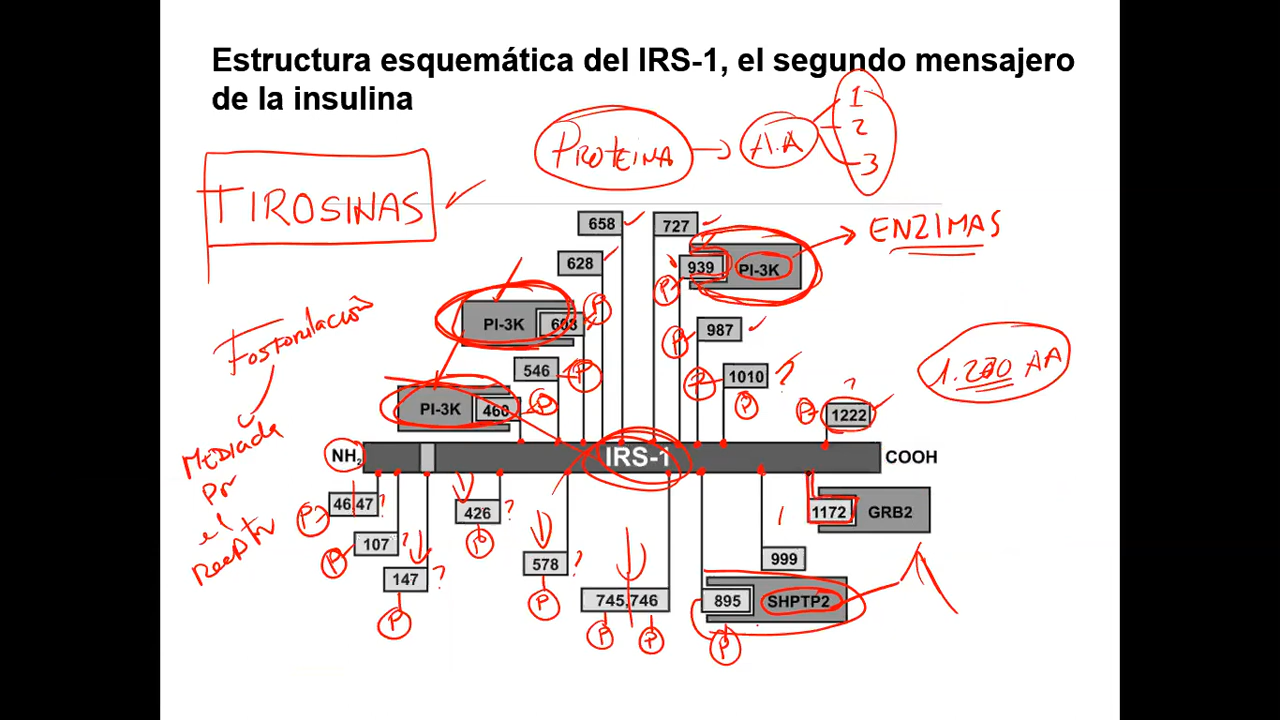 Estructura esquemática del IRS-1, el segundo mensajero
de la insulina
PROTEINA → A.A
1
2
3
TIROSINAS
658
727
ENZIMAS
628
939 PI-3K
P
PI-3K
P
987
P
Fosforilación
546
P
1010
P
1.270 AA
PI-3K 460
P
1222
P
?
?
NH2
IRS-1
COOH
Mediada
por
el
Receptor
46,47
P
?
426
?
P
1172
GRB2
107
P
?
147
?
P
578
?
P
999
745,746
P
P
895
SHPTP2
P